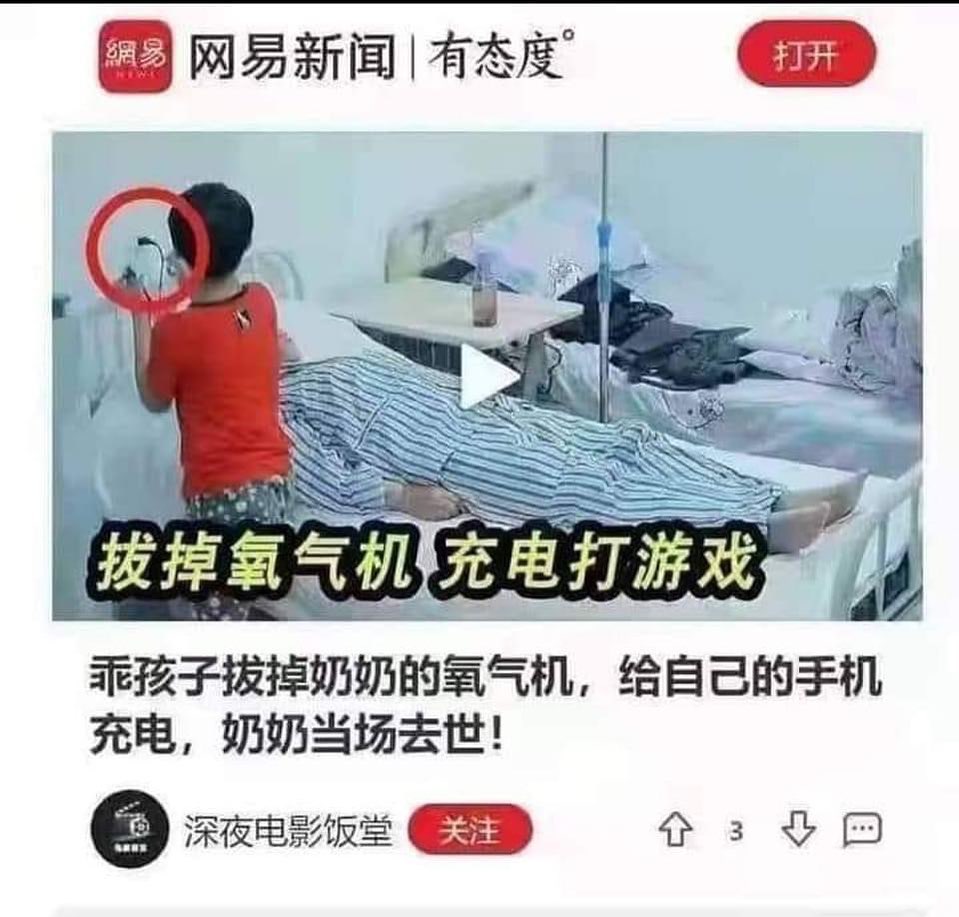 網易
NEWS
网易新闻|有态度°
打开
拔掉氧气机 充电打游戏
乖孩子拔掉奶奶的氧气机，给自己的手机
充电，奶奶当场去世！
深夜电影饭堂
关注
3